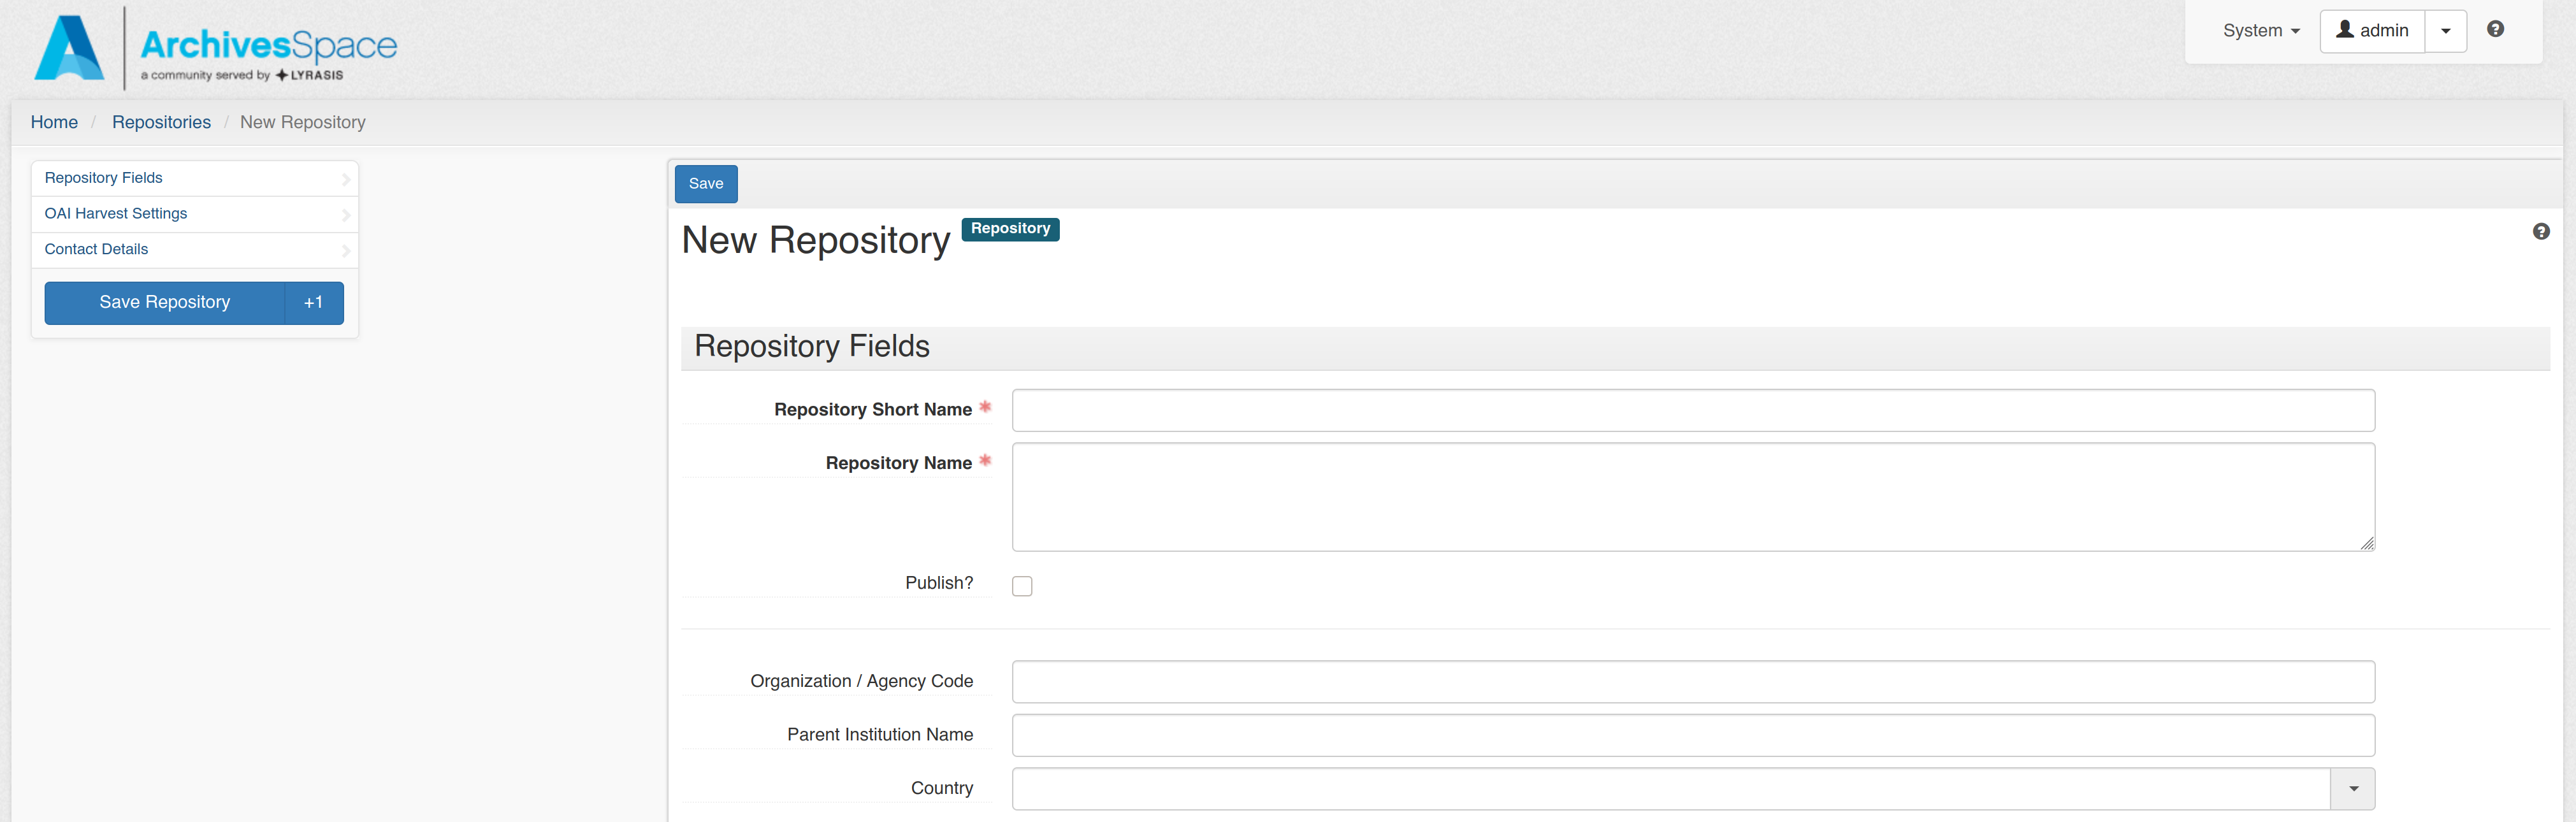 ArchivesSpace
a community served by LYRASIS
System
admin
Home / Repositories / New Repository
Repository Fields
OAI Harvest Settings
Contact Details
Save Repository +1
Save
New Repository Repository
Repository Fields
Repository Short Name *
Repository Name *
Publish?
Organization / Agency Code
Parent Institution Name
Country